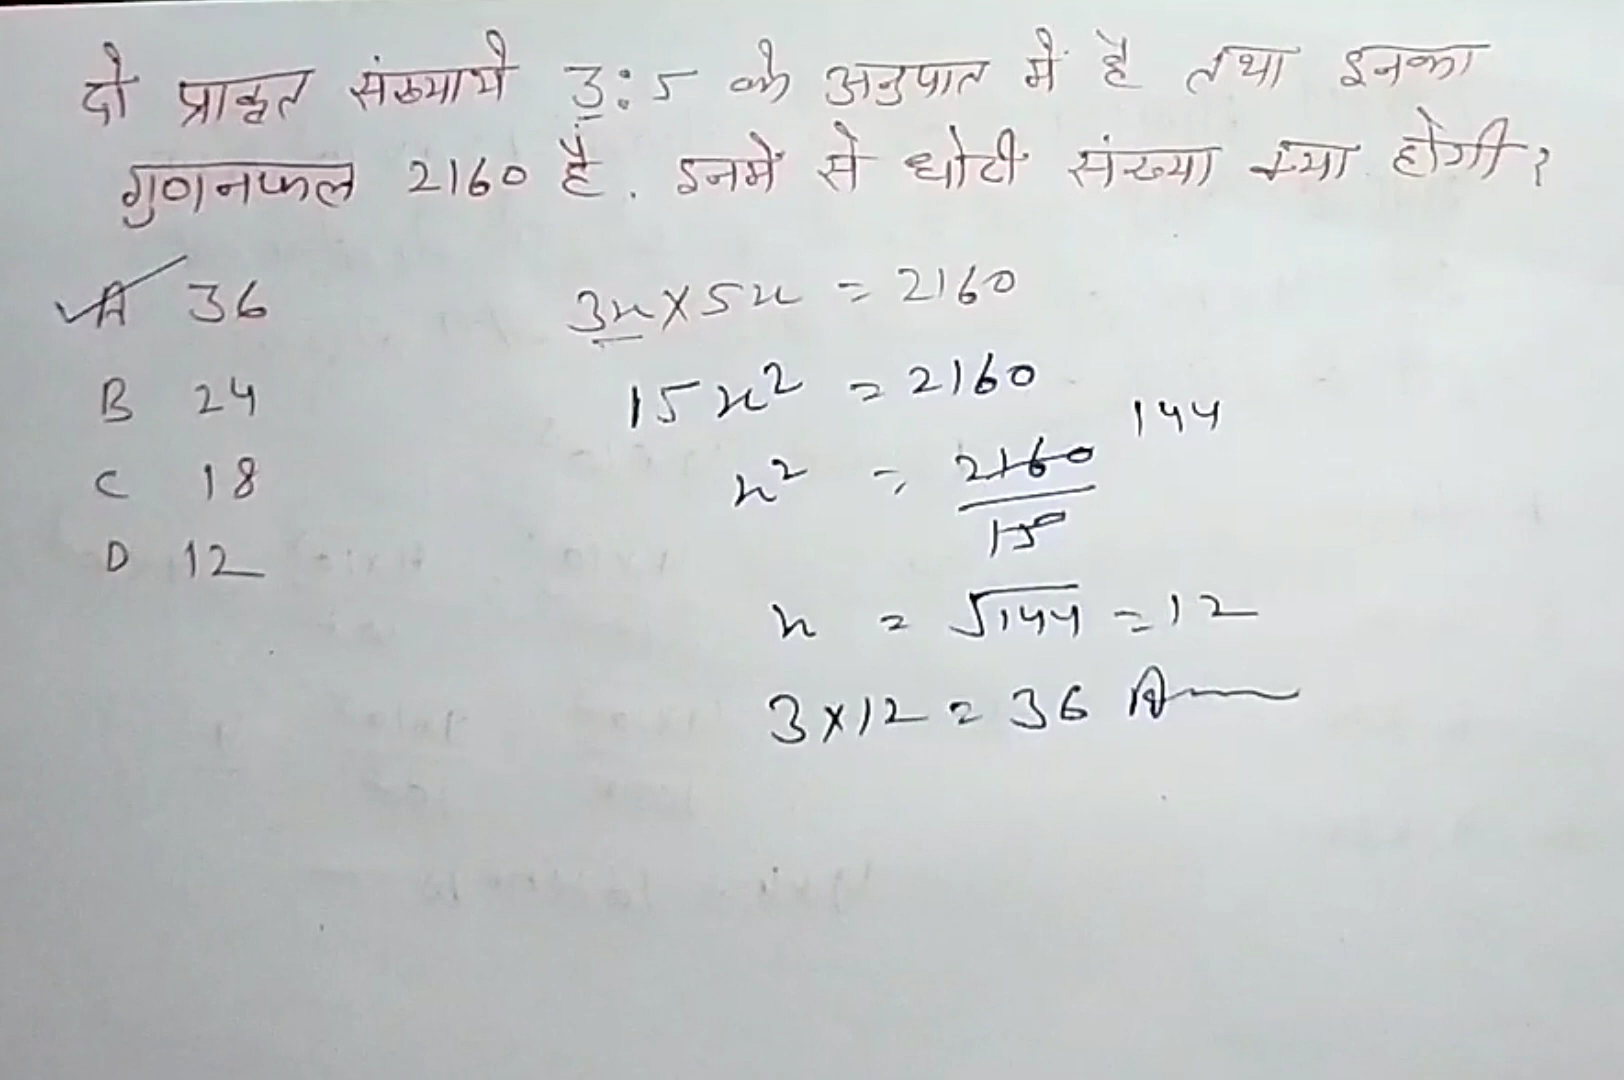 दो प्राकृत संख्याये 3:5 के अनुपात में है तथा इनका
गुणनफल 2160 है. इनमें से छोटी संख्या क्या होगी?
A 36
B 24
C 18
D 12
3x×5x = 2160
15x² = 2160
x² = 2160/15 144
x = √144 = 12
3×12 = 36 Ans